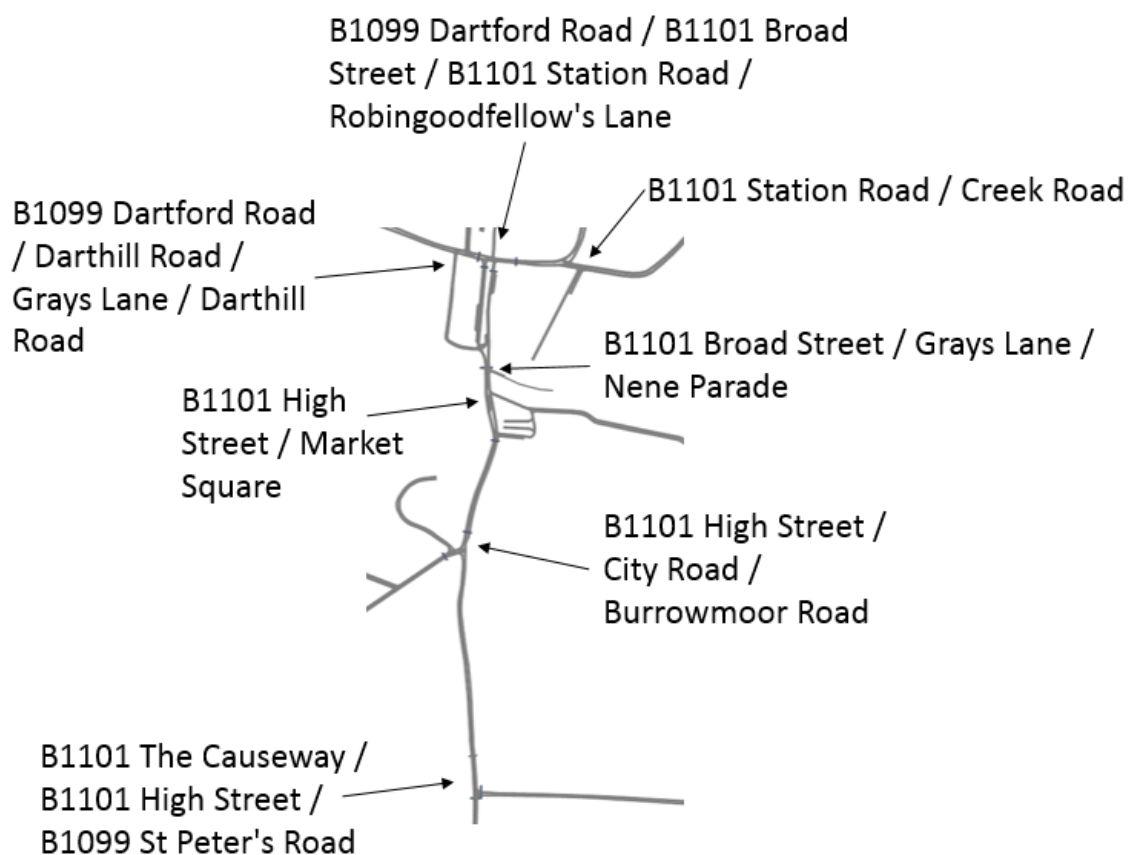 B1099 Dartford Road / B1101 Broad
Street / B1101 Station Road /
Robingoodfellow's Lane
B1101 Station Road / Creek Road
B1099 Dartford Road
/ Darthill Road /
Grays Lane / Darthill
Road
B1101 Broad Street / Grays Lane /
Nene Parade
B1101 High
Street / Market
Square
B1101 High Street /
City Road /
Burrowmoor Road
B1101 The Causeway /
B1101 High Street /
B1099 St Peter's Road